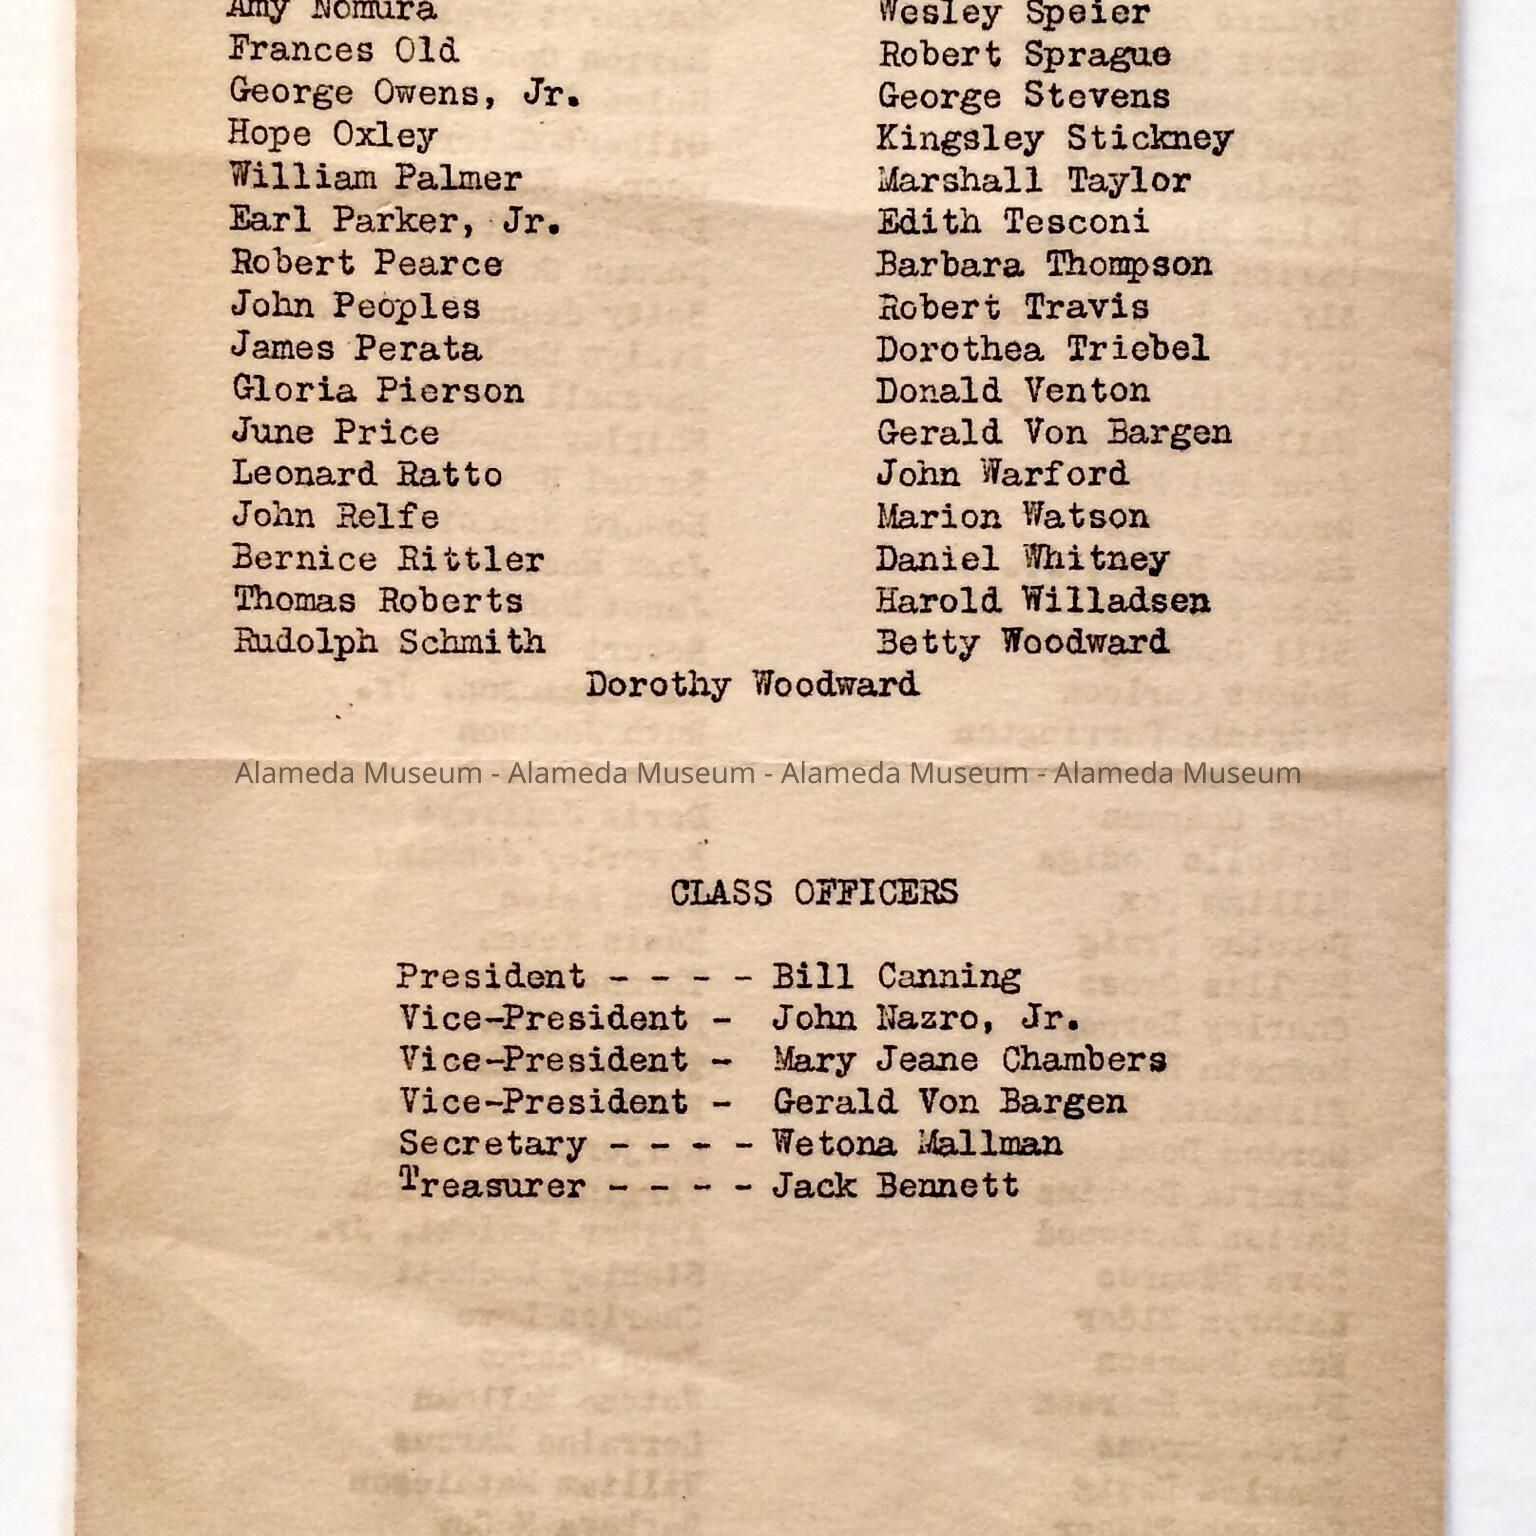 Amy Nomura
Frances Old
George Owens, Jr.
Hope Oxley
William Palmer
Earl Parker, Jr.
Robert Pearce
John Peoples
James Perata
Gloria Pierson
June Price
Leonard Ratto
John Relfe
Bernice Rittler
Thomas Roberts
Rudolph Schmith
Wesley Speier
Robert Sprague
George Stevens
Kingsley Stickney
Marshall Taylor
Edith Tesconi
Barbara Thompson
Robert Travis
Dorothea Triebel
Donald Venton
Gerald Von Bargen
John Warford
Marion Watson
Daniel Whitney
Harold Willadsen
Betty Woodward
Dorothy Woodward
Alameda Museum - Alameda Museum - Alameda Museum - Alameda Museum
CLASS OFFICERS
President - - - - Bill Canning
Vice-President - John Nazro, Jr.
Vice-President - Mary Jeane Chambers
Vice-President - Gerald Von Bargen
Secretary - - - - Wetona Mallman
Treasurer - - - - Jack Bennett